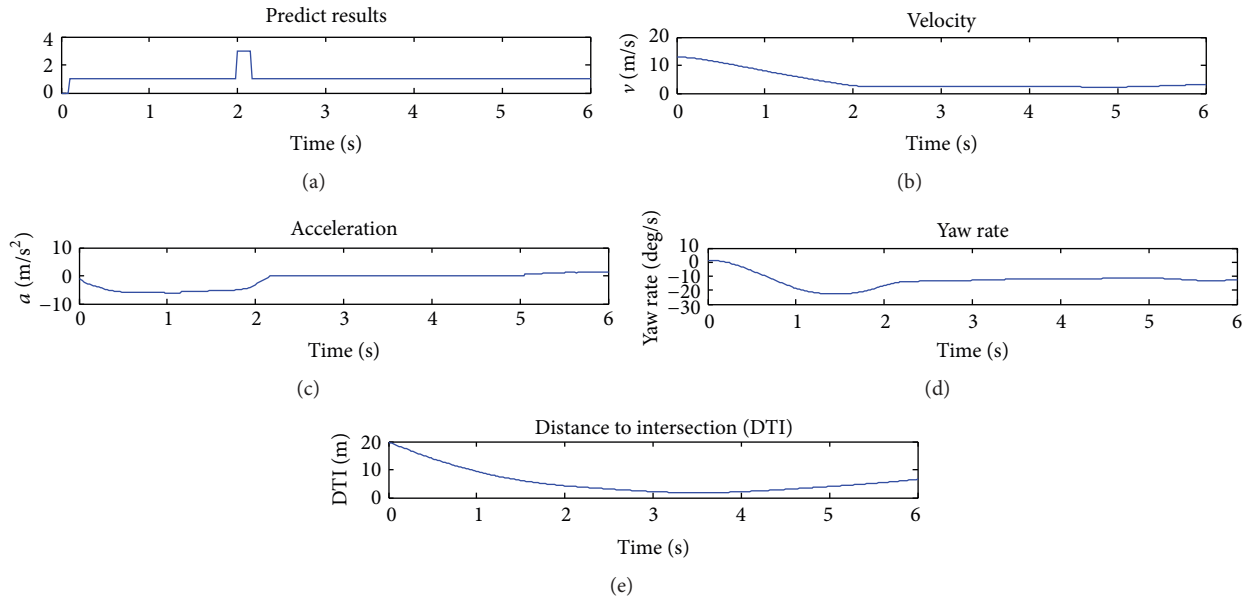 Predict results
4
2
0
0 1 2 3 4 5 6
Time (s)
(a)
Velocity
v (m/s)
20
10
0
0 1 2 3 4 5 6
Time (s)
(b)
Acceleration
a (m/s²)
10
0
−10
0 1 2 3 4 5 6
Time (s)
(c)
Yaw rate
Yaw rate (deg/s)
10
0
−10
−20
−30
0 1 2 3 4 5 6
Time (s)
(d)
Distance to intersection (DTI)
DTI (m)
20
10
0
0 1 2 3 4 5 6
Time (s)
(e)